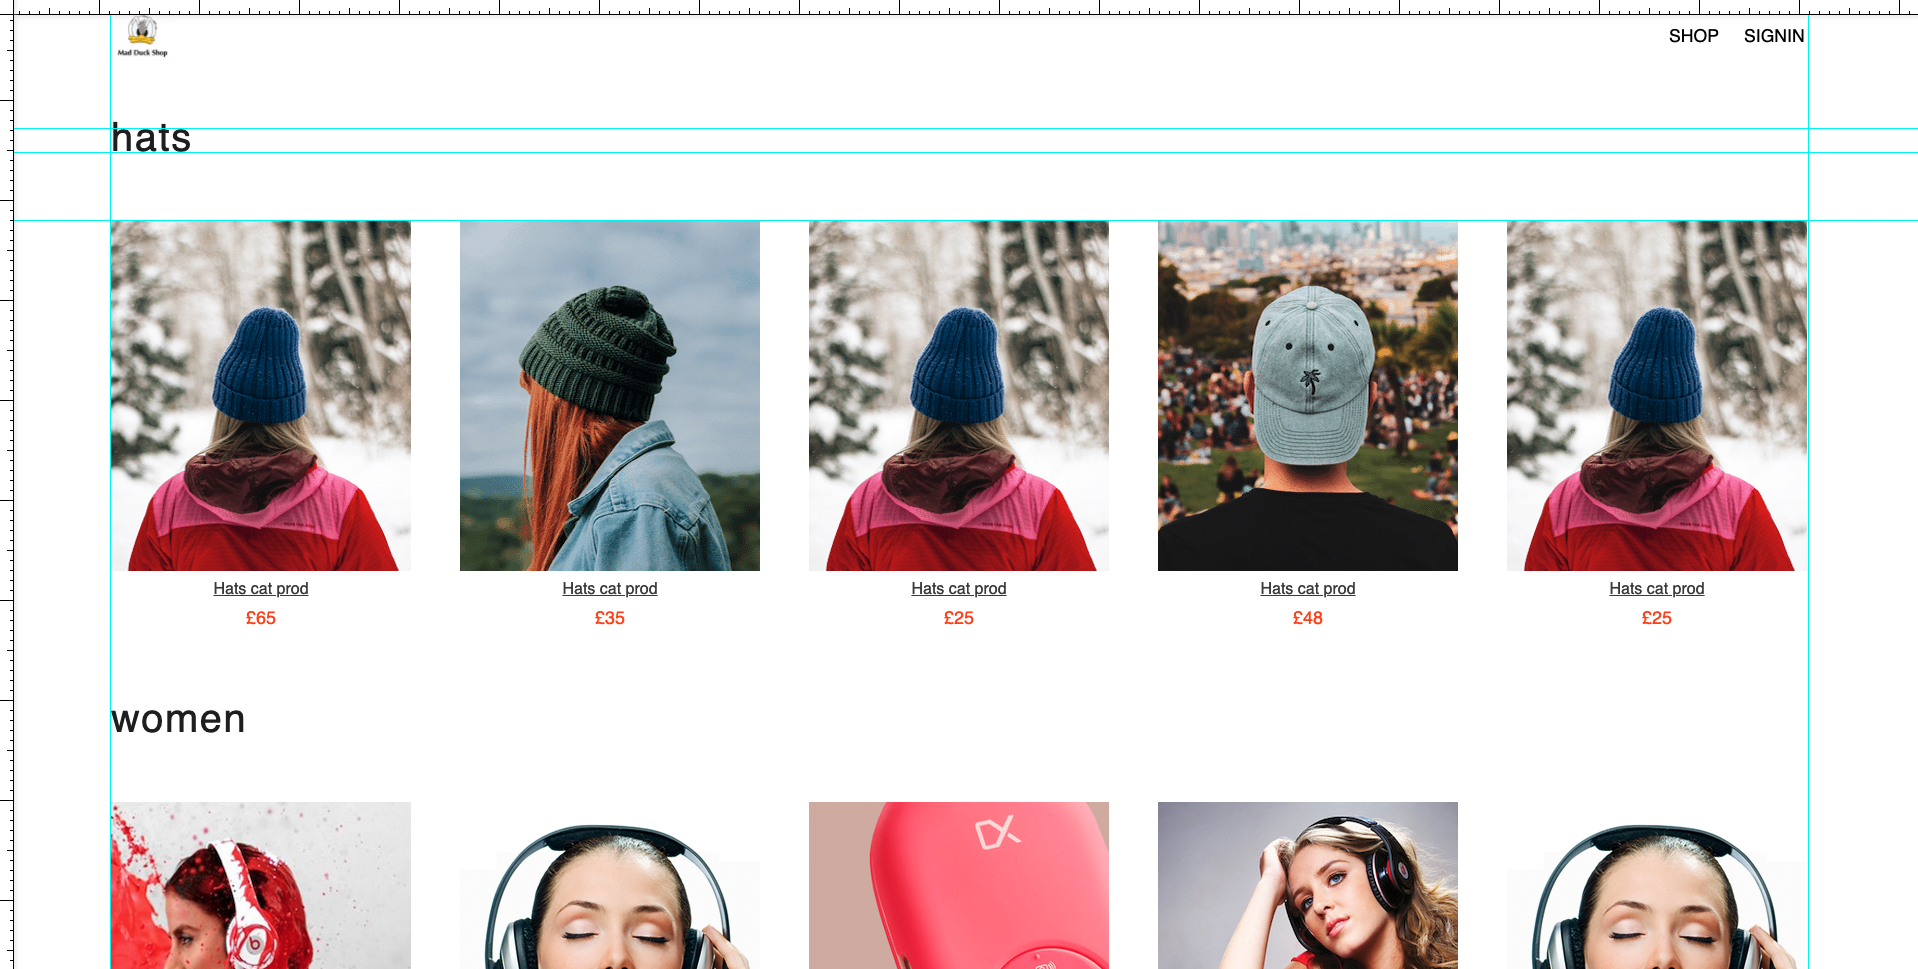 Mad Duck Shop
SHOP SIGNIN
hats
Hats cat prod
£65
Hats cat prod
£35
Hats cat prod
£25
Hats cat prod
£48
Hats cat prod
£25
women